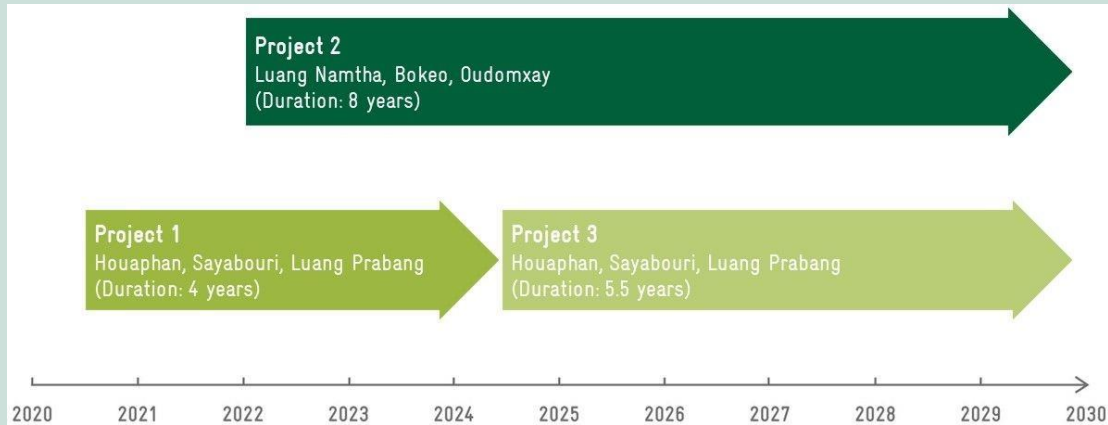 Project 2
Luang Namtha, Bokeo, Oudomxay
(Duration: 8 years)
Project 1
Houaphan, Sayabouri, Luang Prabang
(Duration: 4 years)
Project 3
Houaphan, Sayabouri, Luang Prabang
(Duration: 5.5 years)
2020 2021 2022 2023 2024 2025 2026 2027 2028 2029 2030